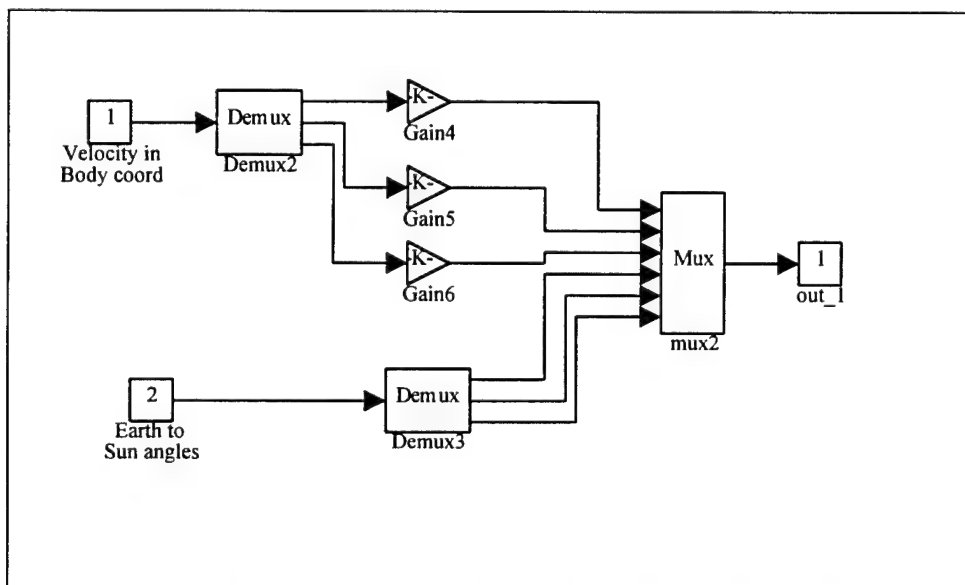 1
Velocity in
Body coord
Demux
Demux2
-K-
Gain4
-K-
Gain5
-K-
Gain6
Mux
mux2
1
out_1
2
Earth to
Sun angles
Demux
Demux3